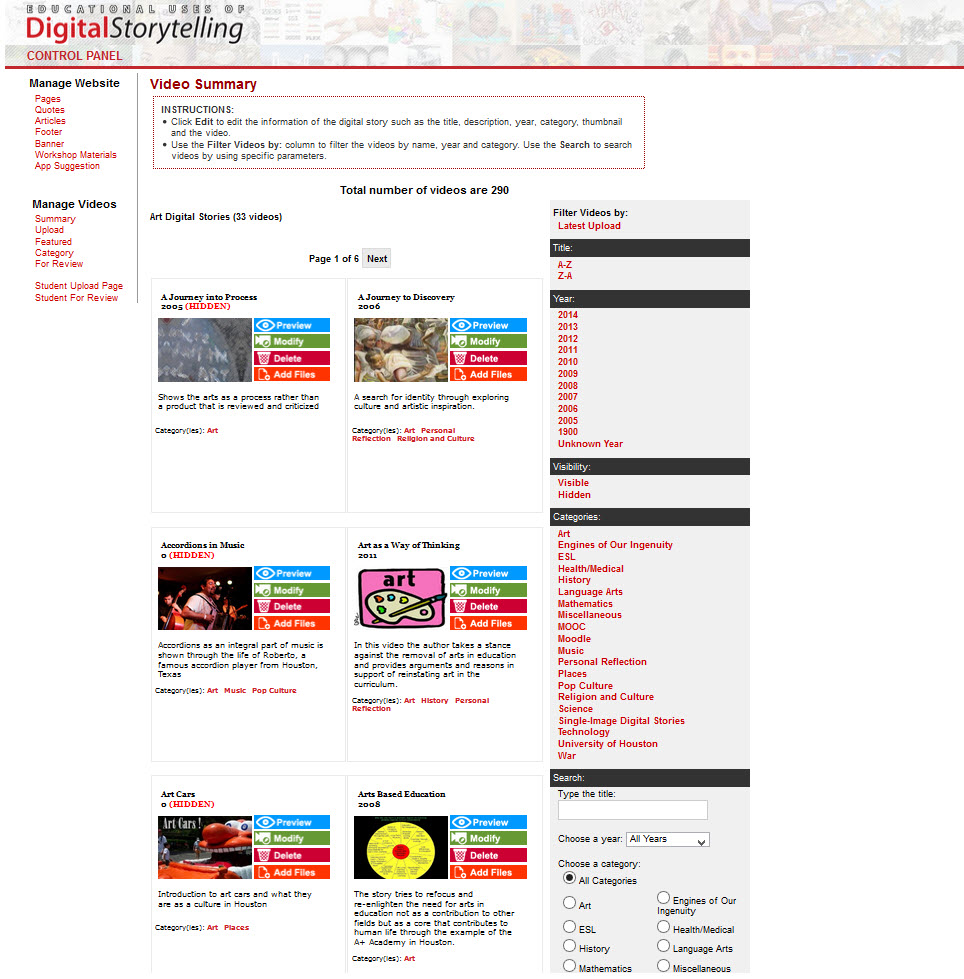 EDUCATIONAL USES OF
DigitalStorytelling
CONTROL PANEL
Manage Website
Pages
Quotes
Articles
Footer
Banner
Workshop Materials
App Suggestion
Manage Videos
Summary
Upload
Featured
Category
For Review
Student Upload Page
Student For Review
Video Summary
INSTRUCTIONS:
• Click Edit to edit the information of the digital story such as the title, description, year, category, thumbnail
and the video.
• Use the Filter Videos by: column to filter the videos by name, year and category. Use the Search to search
videos by using specific parameters.
Total number of videos are 290
Art Digital Stories (33 videos)
Page 1 of 6 Next
A Journey into Process
2005 (HIDDEN)
Preview
Modify
Delete
Add Files
Shows the arts as a process rather than
a product that is reviewed and criticized
Category(ies): Art
A Journey to Discovery
2006
Preview
Modify
Delete
Add Files
A search for identity through exploring
culture and artistic inspiration.
Category(ies): Art Personal
Reflection Religion and Culture
Accordions in Music
0 (HIDDEN)
Preview
Modify
Delete
Add Files
Accordions as an integral part of music is
shown through the life of Roberto, a
famous accordion player from Houston,
Texas
Category(ies): Art Music Pop Culture
Art as a Way of Thinking
2011
art
Preview
Modify
Delete
Add Files
In this video the author takes a stance
against the removal of arts in education
and provides arguments and reasons in
support of reinstating art in the
curriculum.
Category(ies): Art History Personal
Reflection
Art Cars
0 (HIDDEN)
Art Cars !
Preview
Modify
Delete
Add Files
Introduction to art cars and what they
are as a culture in Houston
Category(ies): Art Places
Arts Based Education
2008
Preview
Modify
Delete
Add Files
The story tries to refocus and
re-enlighten the need for arts in
education not as a contribution to other
fields but as a core that contributes to
human life through the example of the
A+ Academy in Houston.
Category(ies): Art
Filter Videos by:
Latest Upload
Title:
A-Z
Z-A
Year:
2014
2013
2012
2011
2010
2009
2008
2007
2006
2005
1900
Unknown Year
Visibility:
Visible
Hidden
Categories:
Art
Engines of Our Ingenuity
ESL
Health/Medical
History
Language Arts
Mathematics
Miscellaneous
MOOC
Moodle
Music
Personal Reflection
Places
Pop Culture
Religion and Culture
Science
Single-Image Digital Stories
Technology
University of Houston
War
Search:
Type the title:
Choose a year: All Years
Choose a category:
All Categories
Art
Engines of Our
Ingenuity
ESL
Health/Medical
History
Language Arts
Mathematics
Miscellaneous